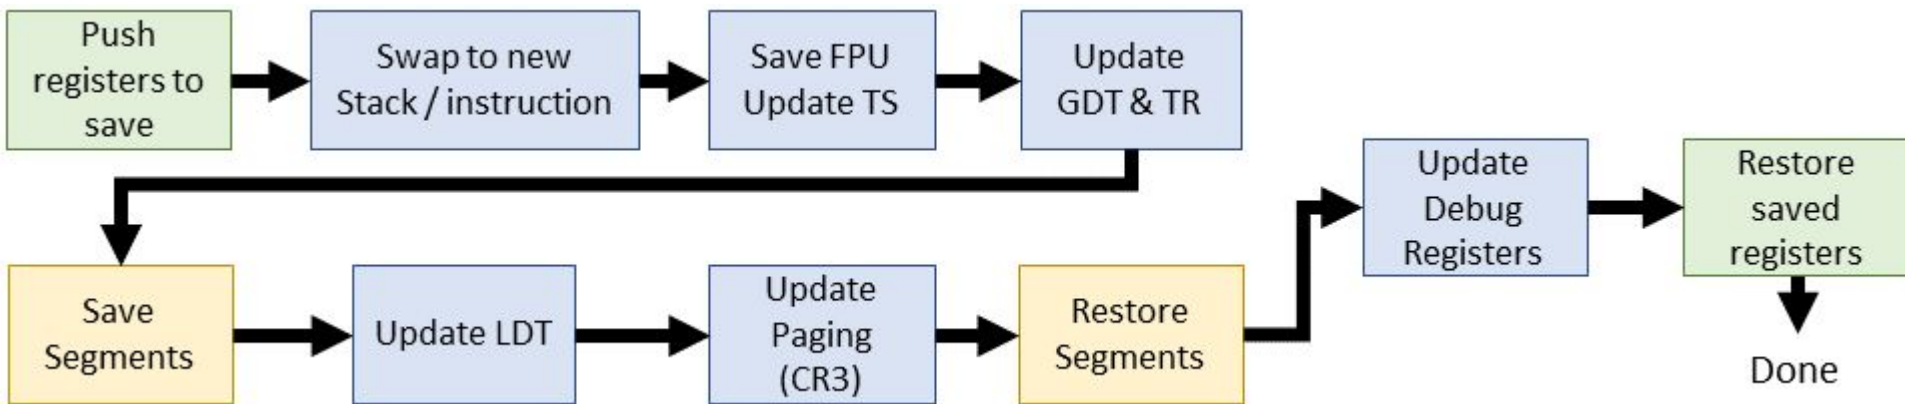 Push
registers to
save
Swap to new
Stack / instruction
Save FPU
Update TS
Update
GDT & TR
Save
Segments
Update LDT
Update
Paging
(CR3)
Restore
Segments
Update
Debug
Registers
Restore
saved
registers
Done